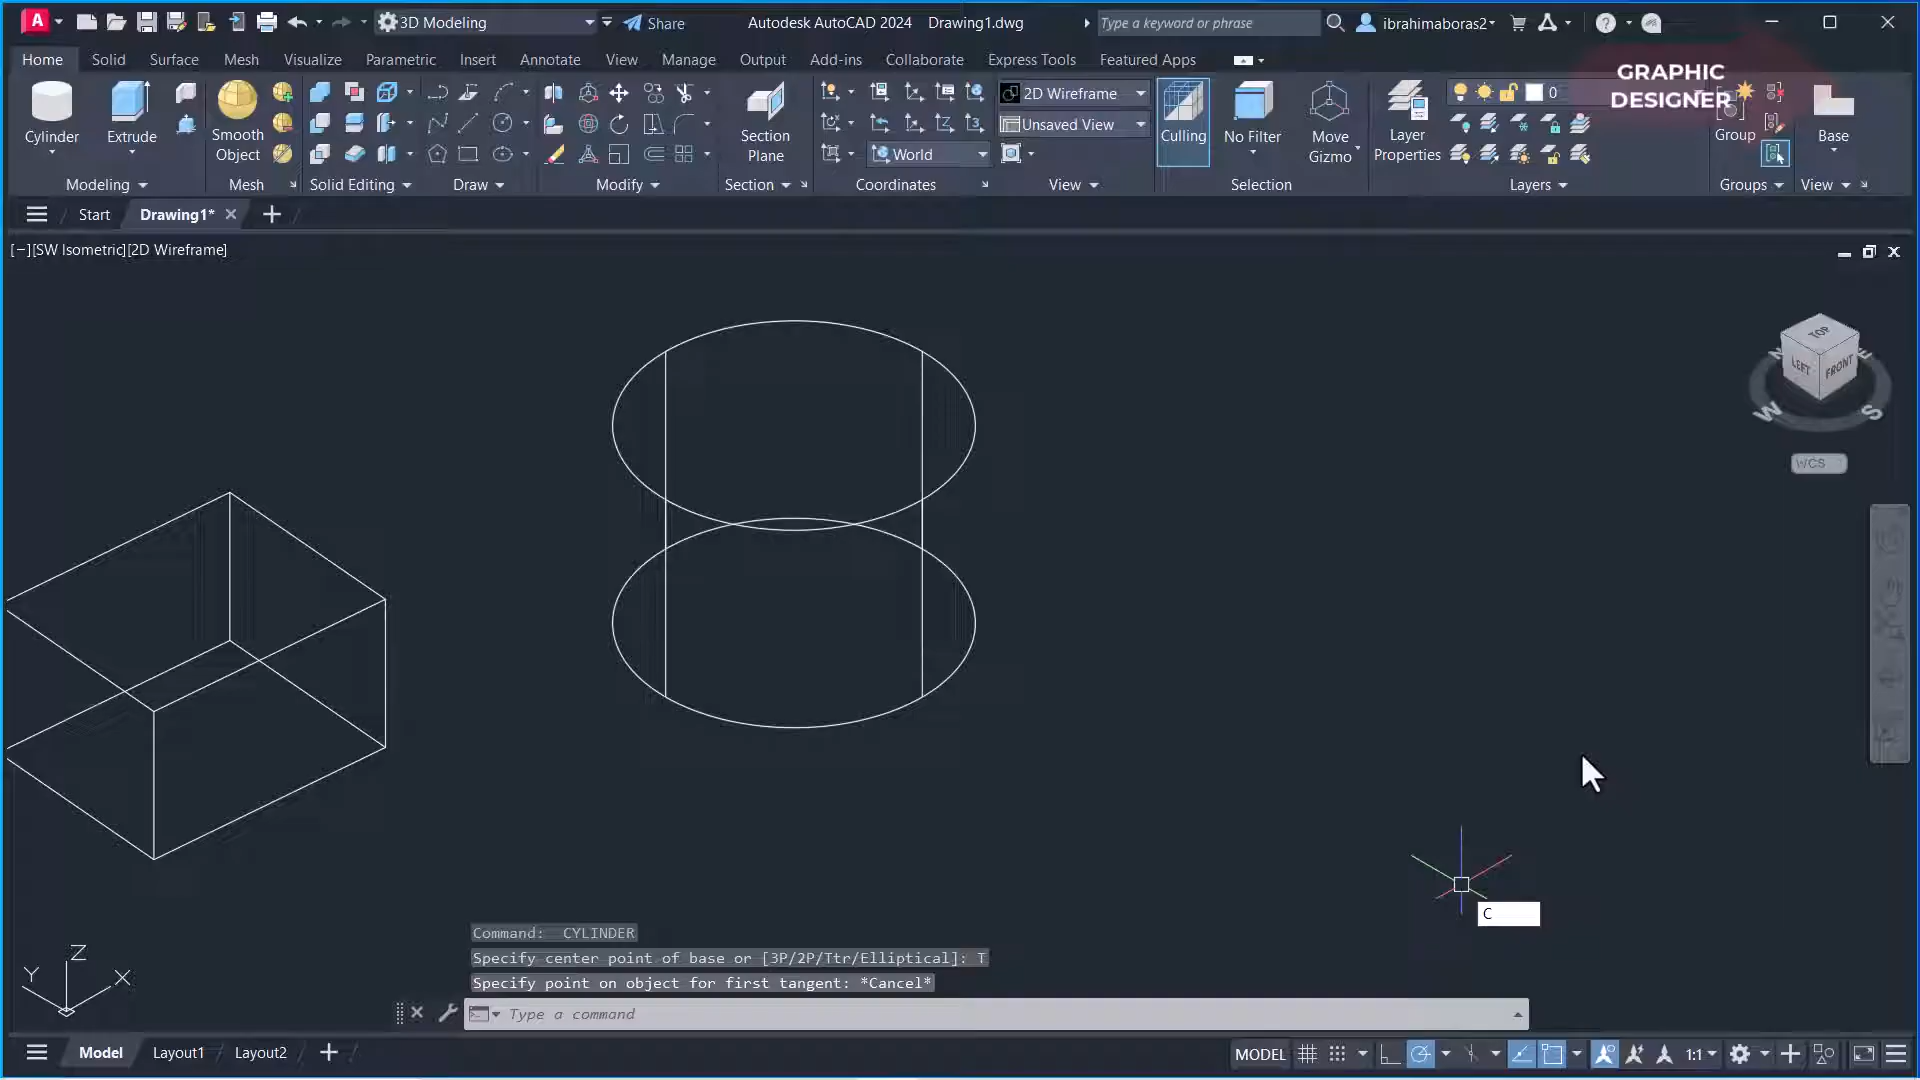 A 3D Modeling Share Autodesk AutoCAD 2024 Drawing1.dwg Type a keyword or phrase ibrahimaboras2
Home Solid Surface Mesh Visualize Parametric Insert Annotate View Manage Output Add-ins Collaborate Express Tools Featured Apps
GRAPHIC
DESIGNER
Cylinder Extrude Smooth Object Section Plane 2D Wireframe Unsaved View World Culling No Filter Move Gizmo Layer Properties 0 Group Base
Modeling Mesh Solid Editing Draw Modify Section Coordinates View Selection Layers Groups View
Start Drawing1* +
[−][SW Isometric][2D Wireframe]
TOP
LEFT FRONT
W S
WCS
C
Command: CYLINDER
Specify center point of base or [3P/2P/Ttr/Elliptical]: T
Specify point on object for first tangent: *Cancel*
Z
Y X
Type a command
Model Layout1 Layout2 + MODEL 1:1